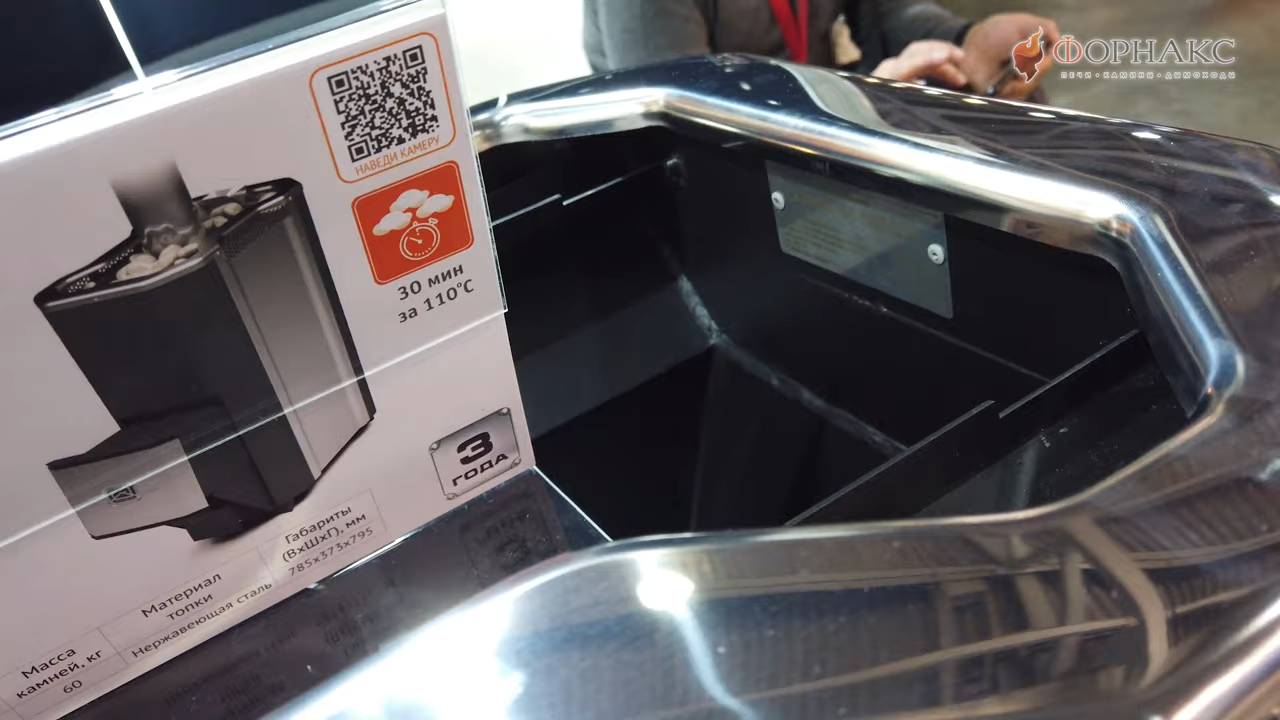 ФОРНАКС
ПЕЧИ • КАМИНЫ • ДЫМОХОДЫ
НАВЕДИ КАМЕРУ
30 мин
за 110°С
3
ГОДА
Масса
камней, кг
60
Материал
топки
Нержавеющая сталь
Габариты
(ВхШхГ), мм
785х373х795